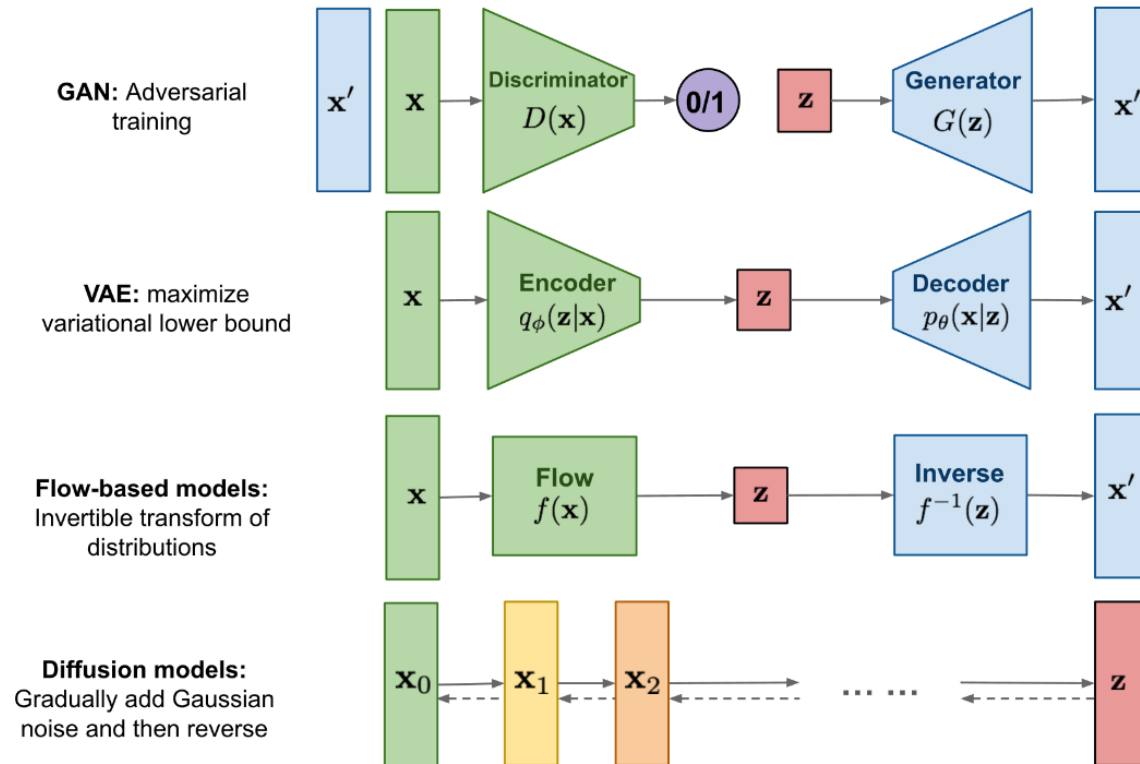 GAN: Adversarial
training
x′
x
Discriminator
D(x)
0/1
z
Generator
G(z)
x′
VAE: maximize
variational lower bound
x
Encoder
qϕ(z|x)
z
Decoder
pθ(x|z)
x′
Flow-based models:
Invertible transform of
distributions
x
Flow
f(x)
z
Inverse
f⁻¹(z)
x′
Diffusion models:
Gradually add Gaussian
noise and then reverse
x₀
x₁
x₂
... ...
z